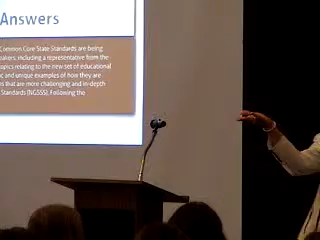 Answers
Common Core State Standards are being
akers, including a representative from the
opics relating to the new set of educational
c and unique examples of how they are
s that are more challenging and in-depth
Standards (NGSSS). Following the